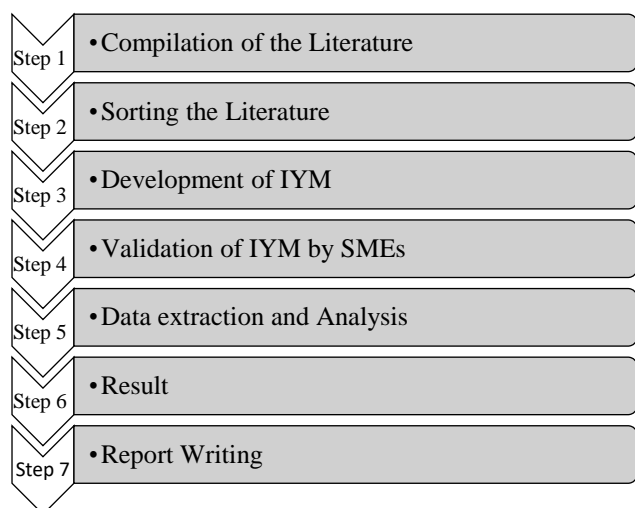 Step 1
•Compilation of the Literature
Step 2
•Sorting the Literature
Step 3
•Development of IYM
Step 4
•Validation of IYM by SMEs
Step 5
•Data extraction and Analysis
Step 6
•Result
Step 7
•Report Writing